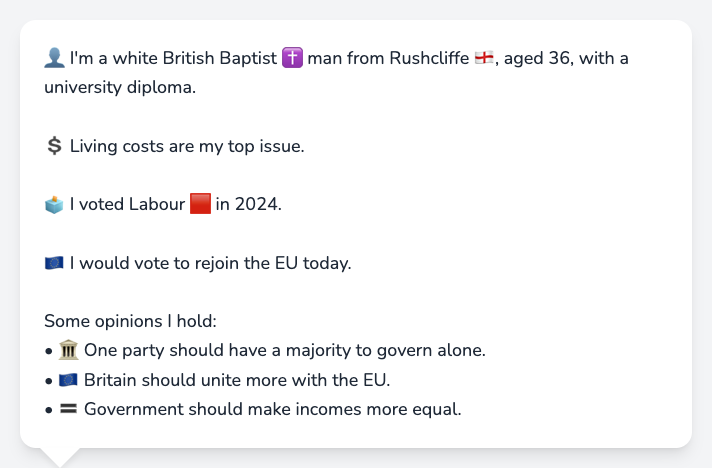 👤 I'm a white British Baptist ✝️ man from Rushcliffe 🏴󠁧󠁢󠁥󠁮󠁧󠁿, aged 36, with a
university diploma.
💲 Living costs are my top issue.
🗳️ I voted Labour 🟥 in 2024.
🇪🇺 I would vote to rejoin the EU today.
Some opinions I hold:
• 🏛️ One party should have a majority to govern alone.
• 🇪🇺 Britain should unite more with the EU.
• 🟰 Government should make incomes more equal.